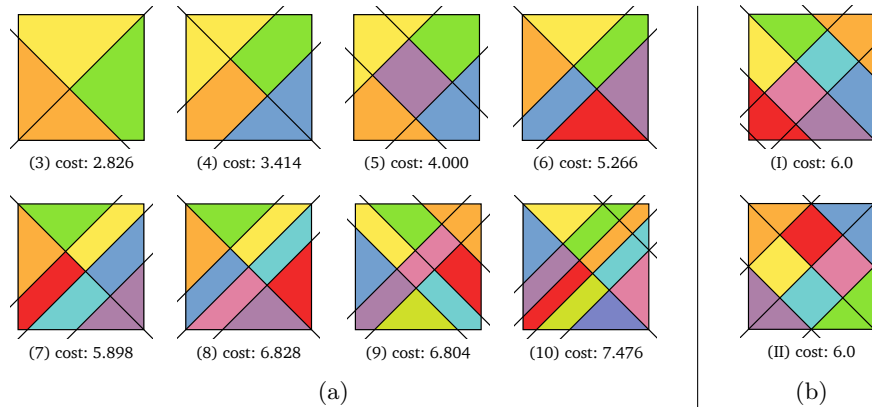 (3) cost: 2.826
(4) cost: 3.414
(5) cost: 4.000
(6) cost: 5.266
(I) cost: 6.0
(7) cost: 5.898
(8) cost: 6.828
(9) cost: 6.804
(10) cost: 7.476
(II) cost: 6.0
(a)
(b)